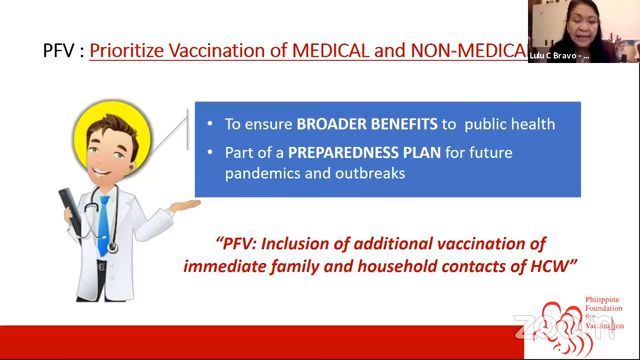 PFV : Prioritize Vaccination of MEDICAL and NON-MEDICA
Lulu C Bravo - ...
• To ensure BROADER BENEFITS to public health
• Part of a PREPAREDNESS PLAN for future
pandemics and outbreaks
“PFV: Inclusion of additional vaccination of
immediate family and household contacts of HCW”
Philippine
Foundation
for
Vaccination
zoom